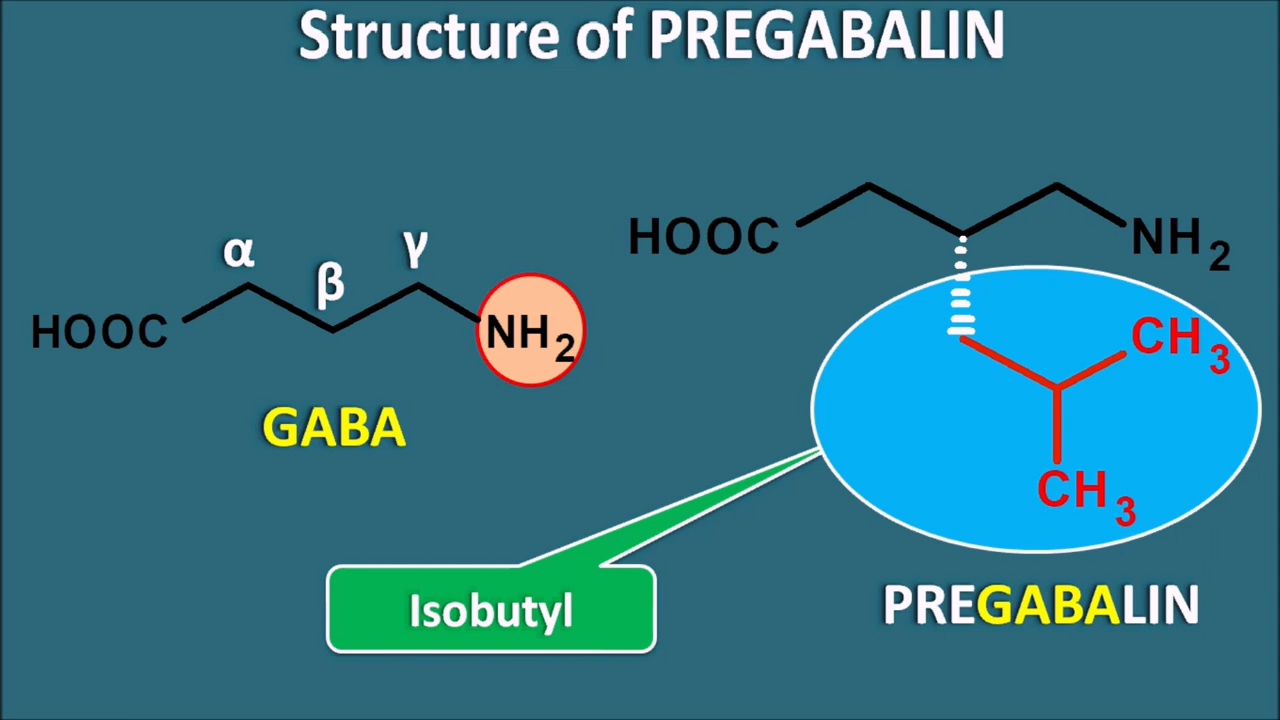 Structure of PREGABALIN
α β γ
HOOC NH2
GABA
HOOC NH2
CH3
CH3
Isobutyl
PREGABALIN